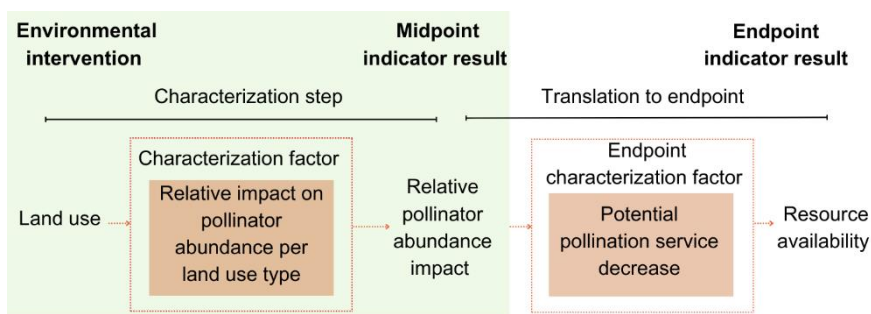 Environmental
intervention
Midpoint
indicator result
Endpoint
indicator result
Characterization step
Translation to endpoint
Land use
Characterization factor
Relative impact on
pollinator
abundance per
land use type
Relative
pollinator
abundance
impact
Endpoint
characterization factor
Potential
pollination service
decrease
Resource
availability